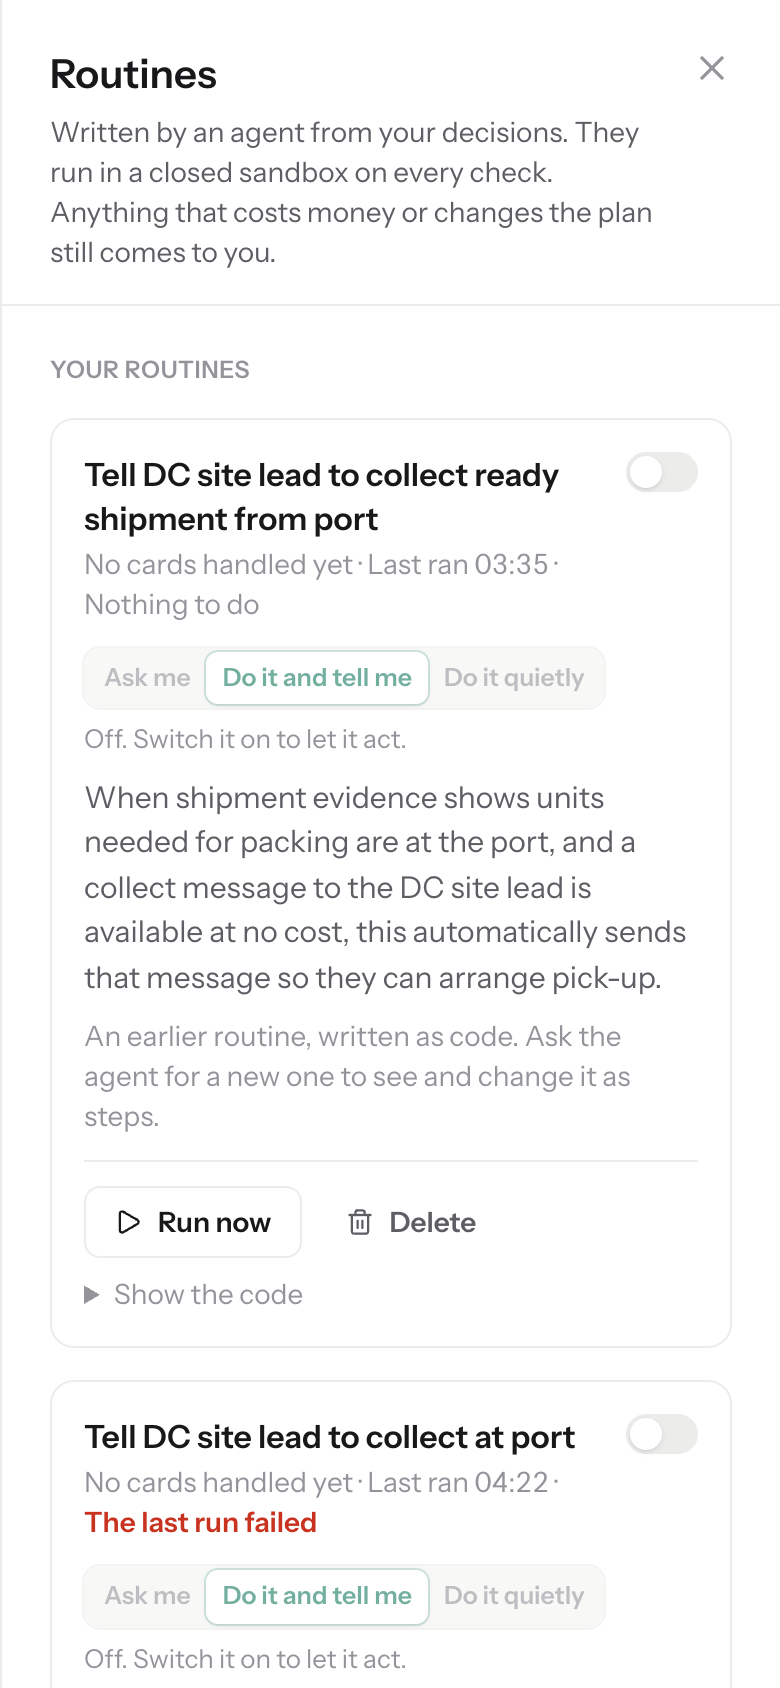 Routines
Written by an agent from your decisions. They
run in a closed sandbox on every check.
Anything that costs money or changes the plan
still comes to you.
YOUR ROUTINES
Tell DC site lead to collect ready
shipment from port
No cards handled yet · Last ran 03:35 ·
Nothing to do
Ask me Do it and tell me Do it quietly
Off. Switch it on to let it act.
When shipment evidence shows units
needed for packing are at the port, and a
collect message to the DC site lead is
available at no cost, this automatically sends
that message so they can arrange pick-up.
An earlier routine, written as code. Ask the
agent for a new one to see and change it as
steps.
Run now Delete
Show the code
Tell DC site lead to collect at port
No cards handled yet · Last ran 04:22 ·
The last run failed
Ask me Do it and tell me Do it quietly
Off. Switch it on to let it act.